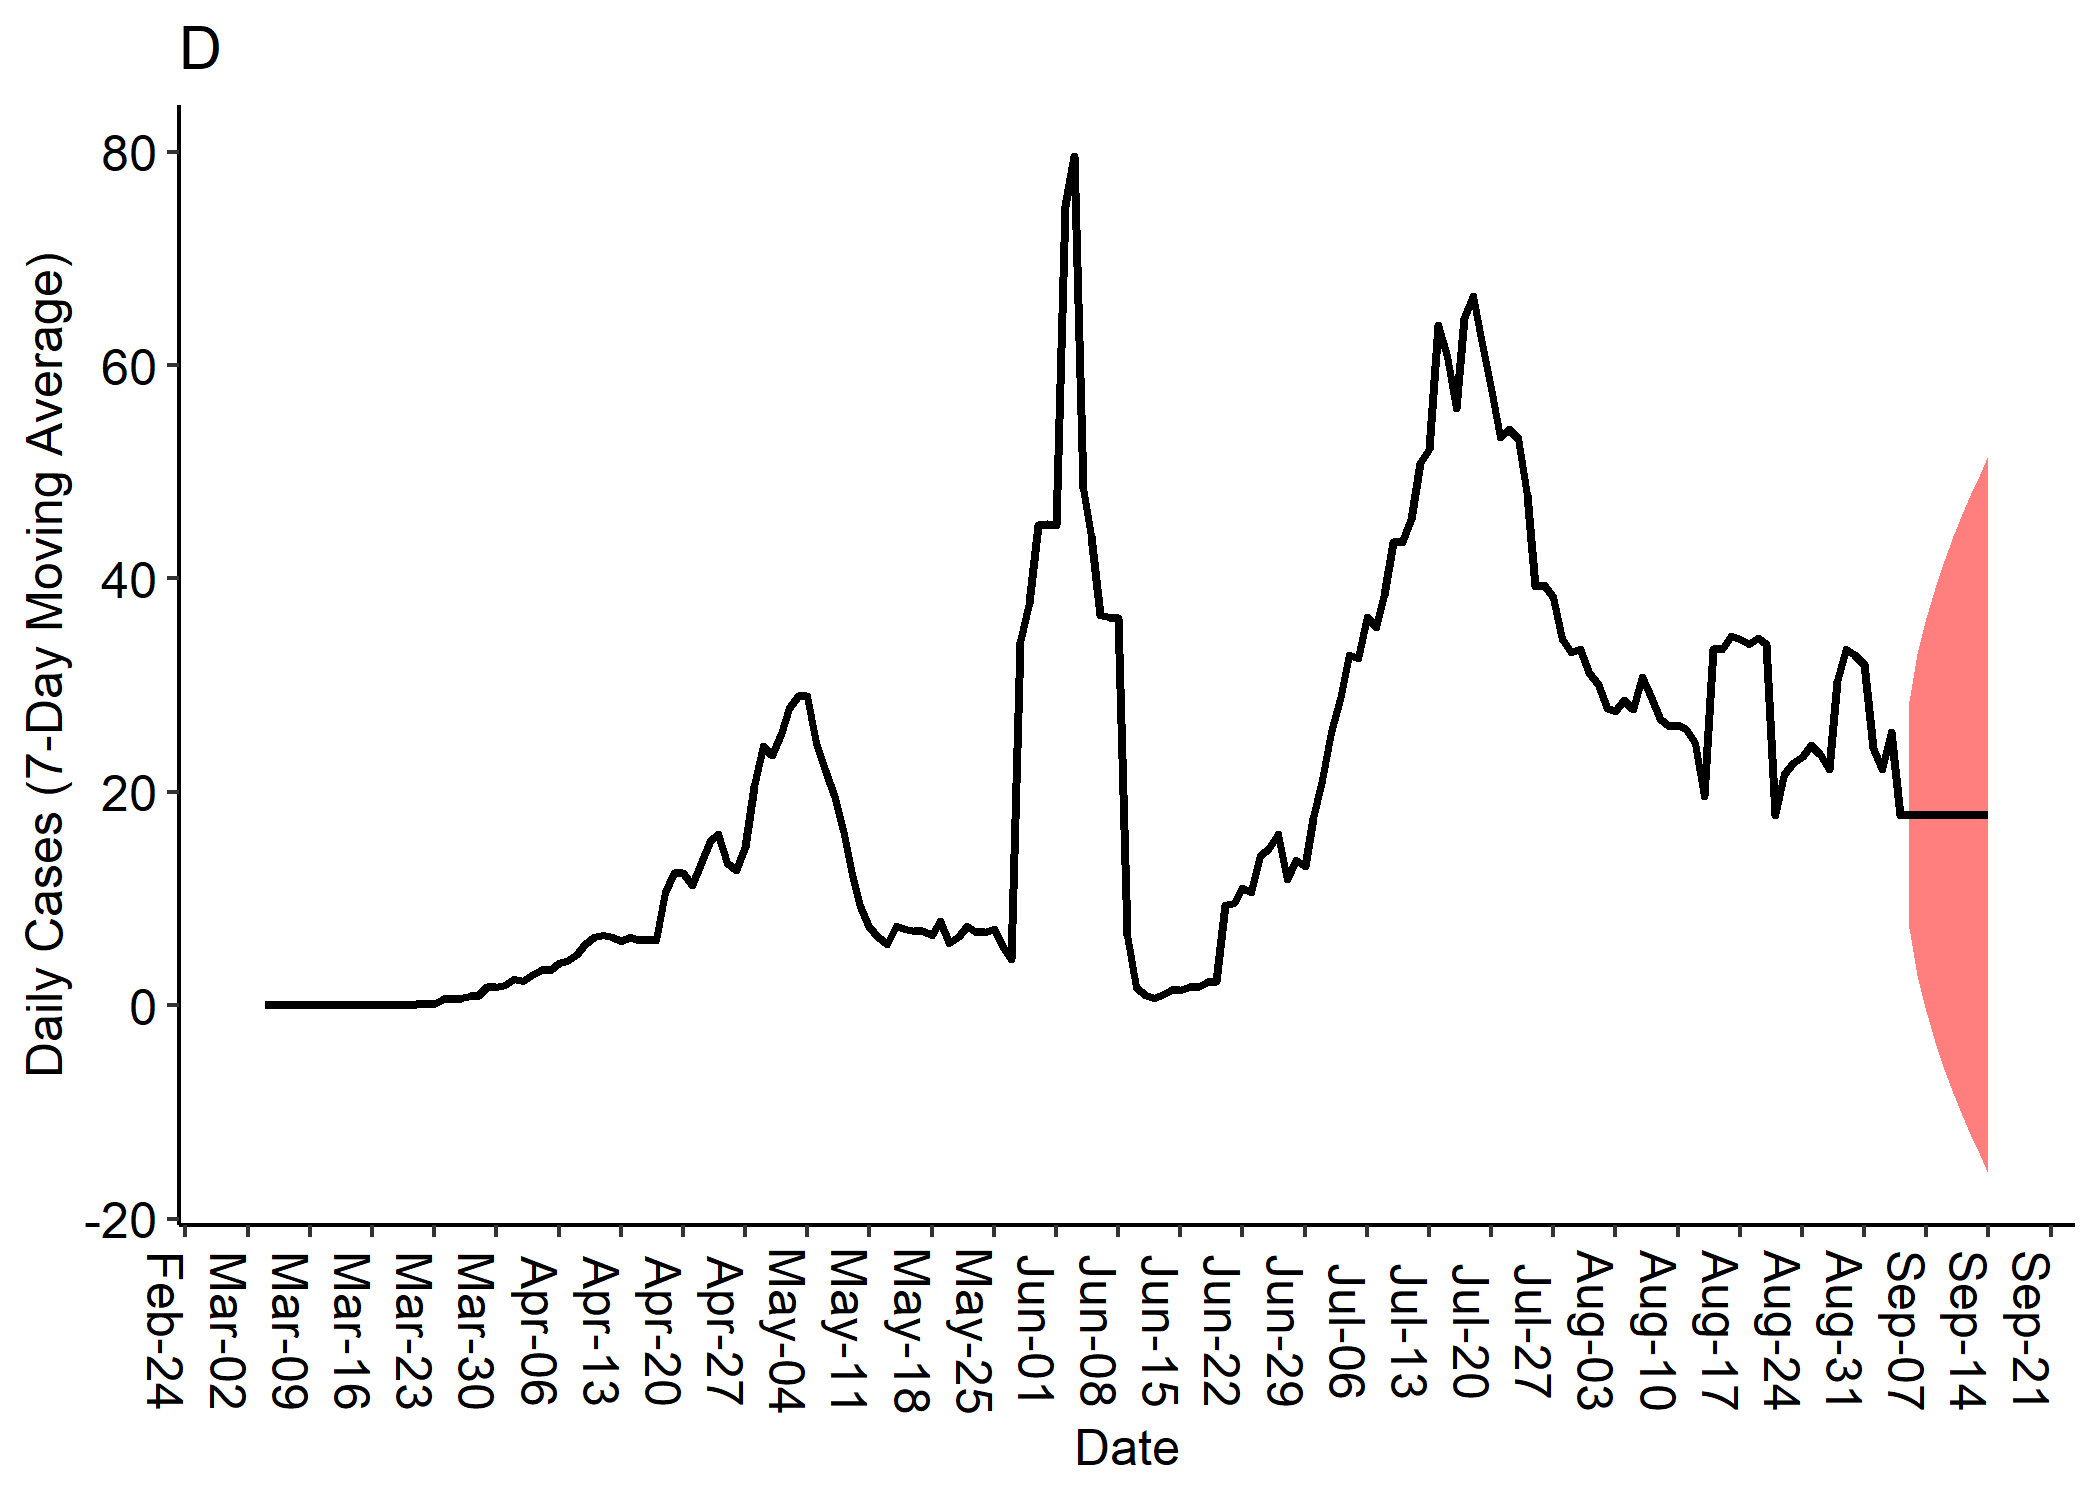 D
Daily Cases (7-Day Moving Average)
80
60
40
20
0
-20
Feb-24
Mar-02
Mar-09
Mar-16
Mar-23
Mar-30
Apr-06
Apr-13
Apr-20
Apr-27
May-04
May-11
May-18
May-25
Jun-01
Jun-08
Jun-15
Jun-22
Jun-29
Jul-06
Jul-13
Jul-20
Jul-27
Aug-03
Aug-10
Aug-17
Aug-24
Aug-31
Sep-07
Sep-14
Sep-21
Date